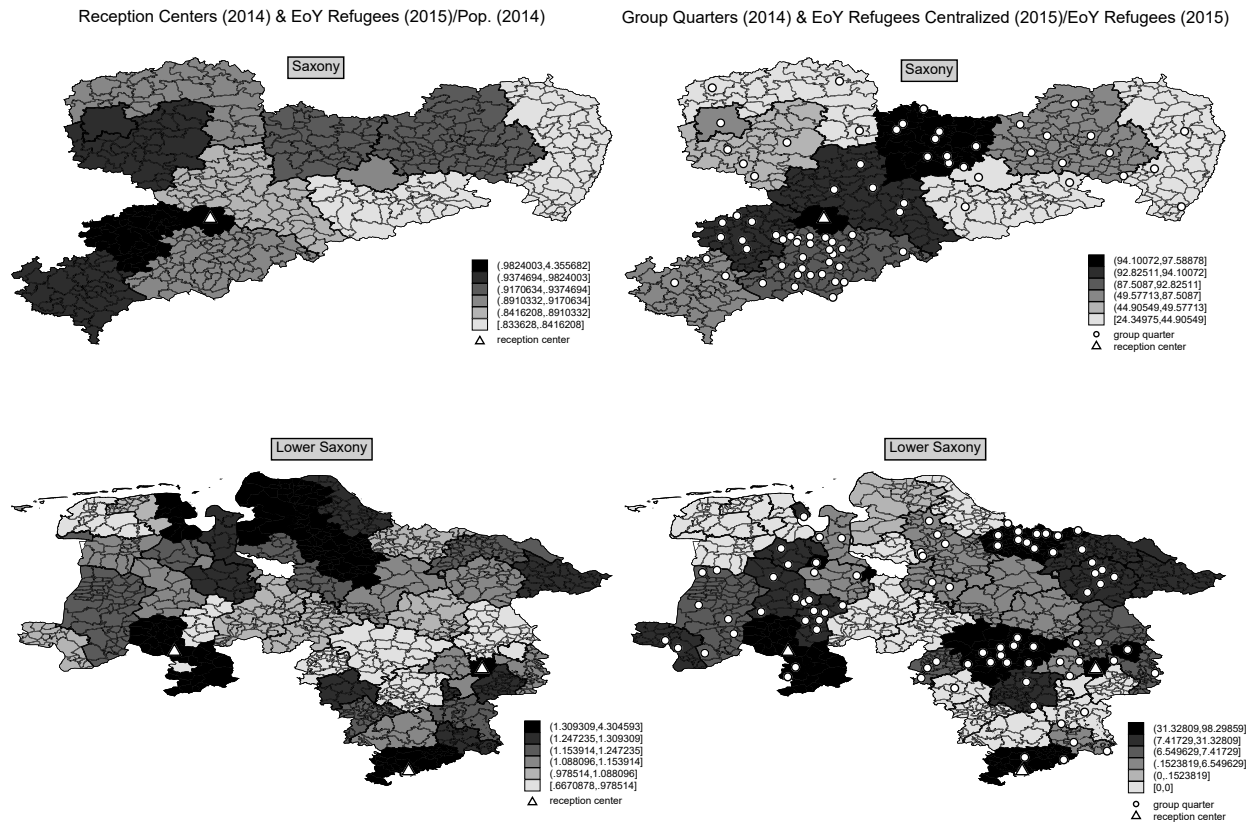 Reception Centers (2014) & EoY Refugees (2015)/Pop. (2014)
Group Quarters (2014) & EoY Refugees Centralized (2015)/EoY Refugees (2015)
Saxony
(.9824003,4.355682]
(.9374694,.9824003]
(.9170634,.9374694]
(.8910332,.9170634]
(.8416208,.8910332]
[.833628,.8416208]
reception center
Saxony
(94.10072,97.58878]
(92.82511,94.10072]
(87.5087,92.82511]
(49.57713,87.5087]
(44.90549,49.57713]
[24.34975,44.90549]
group quarter
reception center
Lower Saxony
(1.309309,4.304593]
(1.247235,1.309309]
(1.153914,1.247235]
(1.088096,1.153914]
(.978514,1.088096]
[.6670878,.978514]
reception center
Lower Saxony
(31.32809,98.29859]
(7.41729,31.32809]
(6.549629,7.41729]
(.1523819,6.549629]
(0,.1523819]
[0,0]
group quarter
reception center